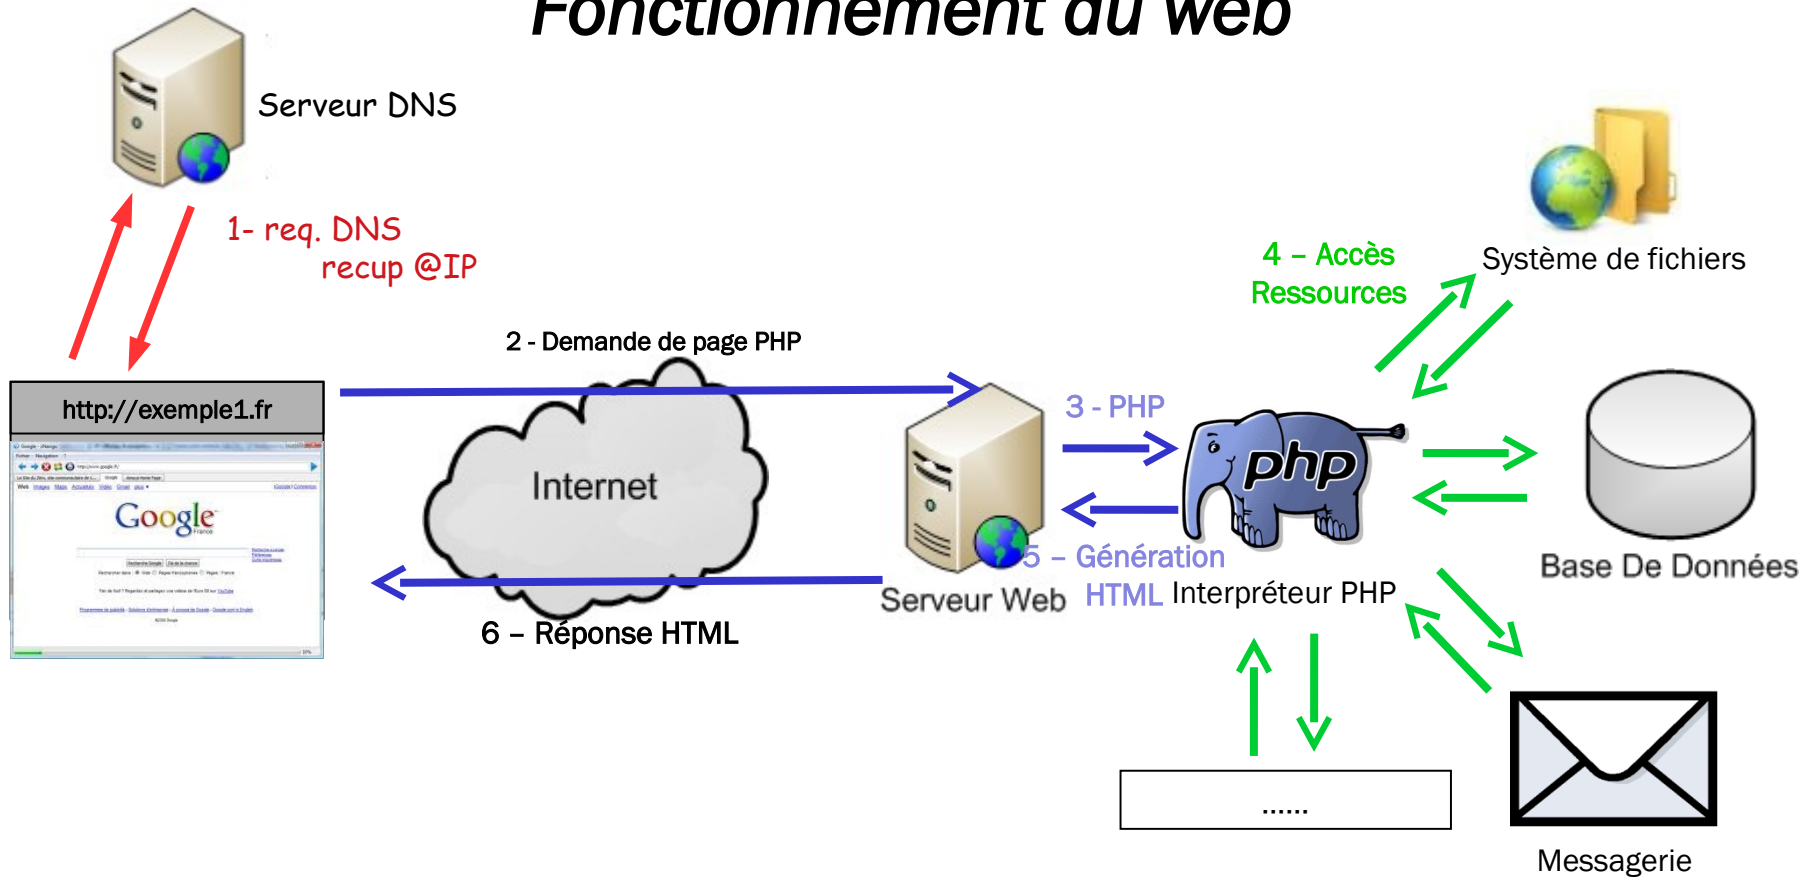 Fonctionnement du web
Serveur DNS
1- req. DNS
recup @IP
http://exemple1.fr
Google
France
2 - Demande de page PHP
Internet
6 – Réponse HTML
Serveur Web
3 - PHP
php
5 – Génération
HTML
Interpréteur PHP
4 – Accès
Ressources
Système de fichiers
Base De Données
Messagerie
......